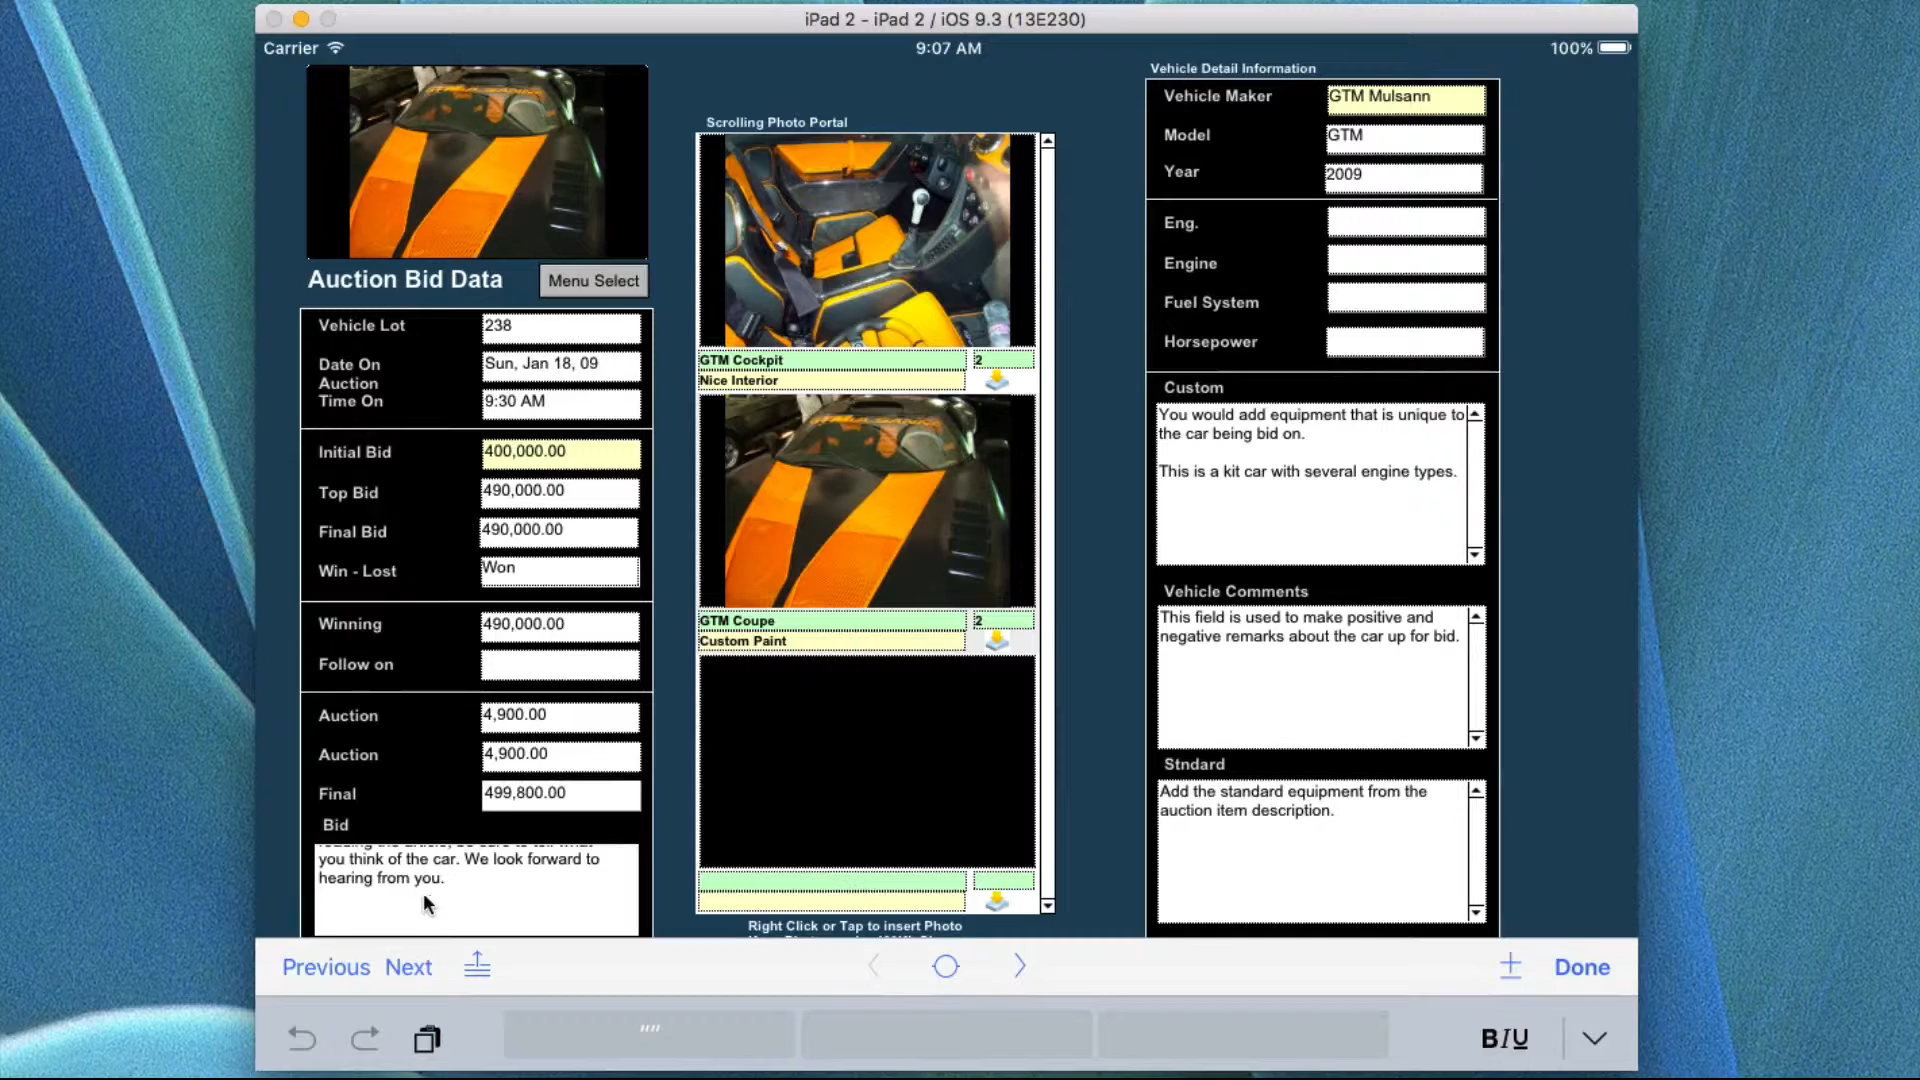 iPad 2 - iPad 2 / iOS 9.3 (13E230)
Carrier
9:07 AM
100%
Auction Bid Data
Menu Select
Vehicle Lot
238
Date On
Auction
Sun, Jan 18, 09
Time On
9:30 AM
Initial Bid
400,000.00
Top Bid
490,000.00
Final Bid
490,000.00
Win - Lost
Won
Winning
490,000.00
Follow on
Auction
4,900.00
Auction
4,900.00
Final
499,800.00
Bid
you think of the car. We look forward to
hearing from you.
Scrolling Photo Portal
GTM Cockpit
2
Nice Interior
GTM Coupe
2
Custom Paint
Right Click or Tap to insert Photo
Vehicle Detail Information
Vehicle Maker
GTM Mulsann
Model
GTM
Year
2009
Eng.
Engine
Fuel System
Horsepower
Custom
You would add equipment that is unique to
the car being bid on.
This is a kit car with several engine types.
Vehicle Comments
This field is used to make positive and
negative remarks about the car up for bid.
Stndard
Add the standard equipment from the
auction item description.
Previous
Next
Done
""
BIU